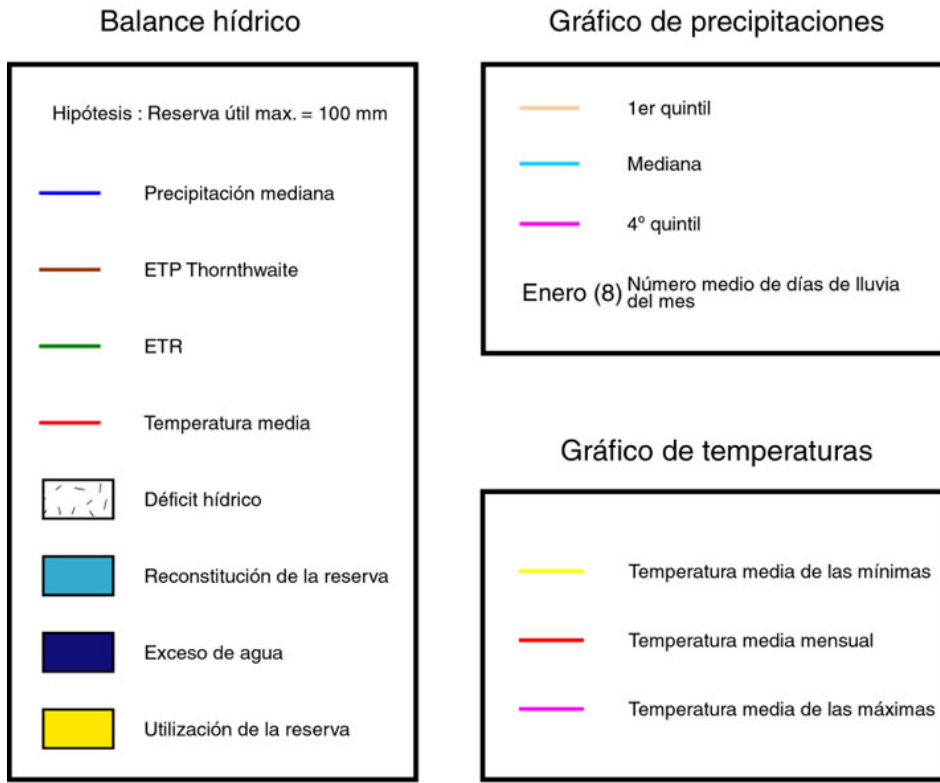 Balance hídrico
Hipótesis : Reserva útil max. = 100 mm
Precipitación mediana
ETP Thornthwaite
ETR
Temperatura media
Déficit hídrico
Reconstitución de la reserva
Exceso de agua
Utilización de la reserva
Gráfico de precipitaciones
1er quintil
Mediana
4º quintil
Enero (8) Número medio de días de lluvia
del mes
Gráfico de temperaturas
Temperatura media de las mínimas
Temperatura media mensual
Temperatura media de las máximas